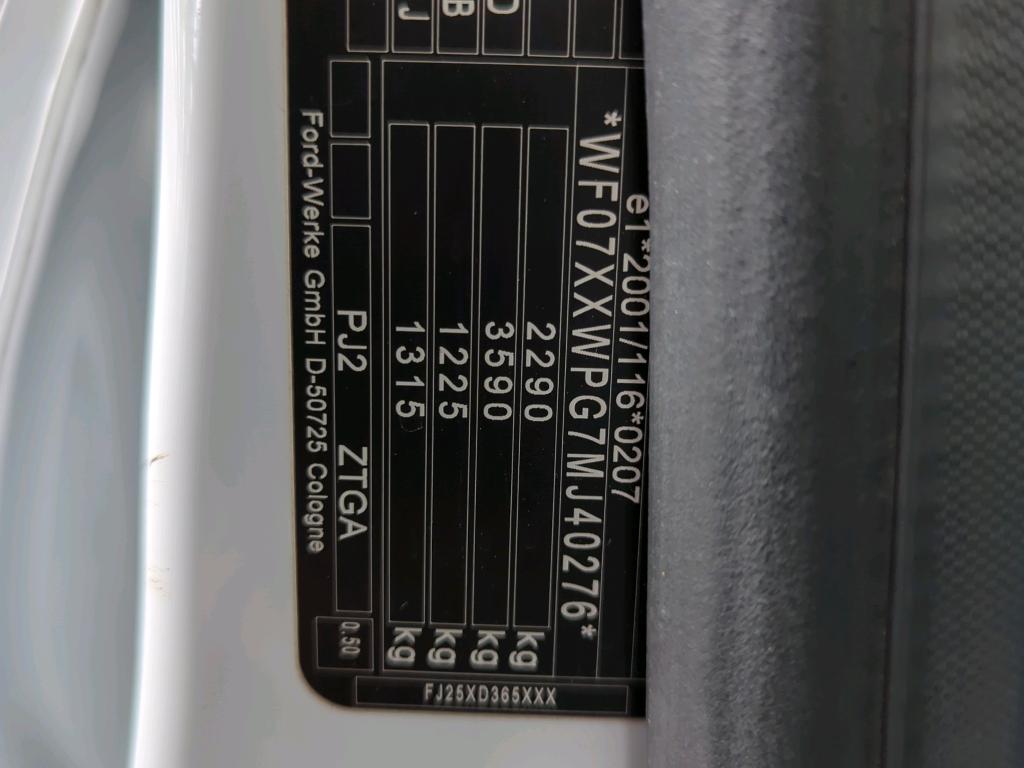 e1*2001/116*0207
*WF07XXWPG7MJ40276*
2290 kg
3590 kg
1225 kg
1315 kg
PJ2 ZTGA 0.50
Ford-Werke GmbH D-50725 Cologne
FJ25XD365XXX
D
B
J